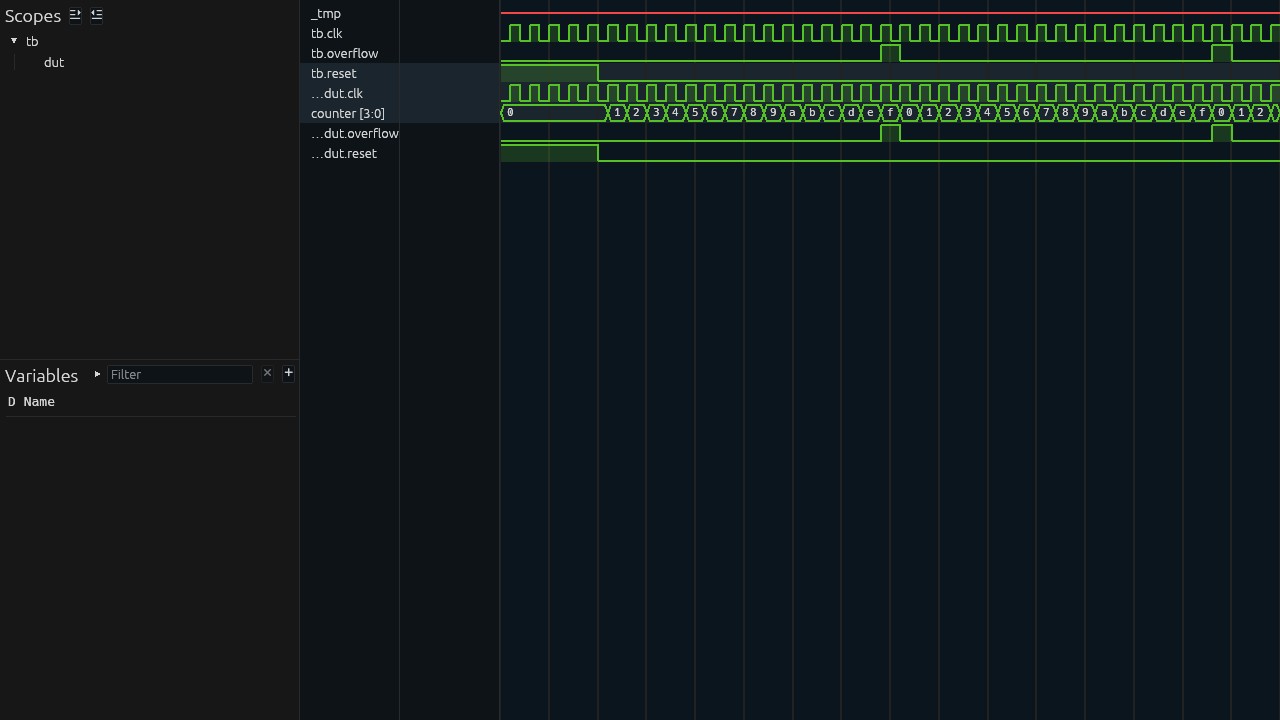 Scopes
tb
dut
Variables
Filter
D Name
_tmp
tb.clk
tb.overflow
tb.reset
…dut.clk
counter [3:0]
…dut.overflow
…dut.reset
0 1 2 3 4 5 6 7 8 9 a b c d e f 0 1 2 3 4 5 6 7 8 9 a b c d e f 0 1 2